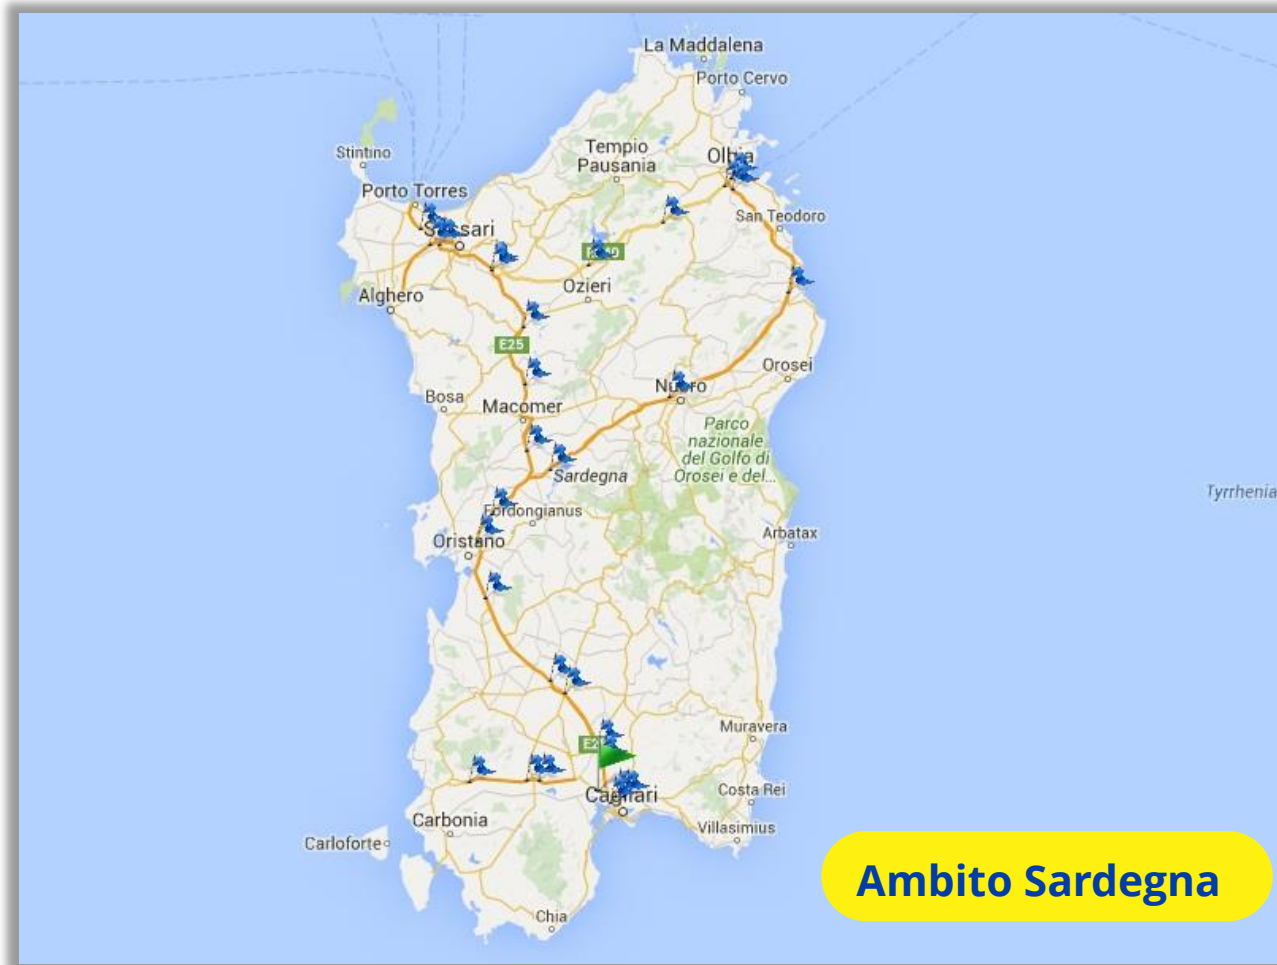 La Maddalena
Porto Cervo
Stintino
Tempio
Pausania
Olbia
Porto Torres
Sassari
San Teodoro
Alghero
Ozieri
E25
Orosei
Nuoro
Bosa
Macomer
Parco
nazionale
del Golfo di
Orosei e del...
Sardegna
Tyrrhenia
Fordongianus
Oristano
Arbatax
Muravera
Cagliari
Costa Rei
Carbonia
Villasimius
Carloforte
Ambito Sardegna
Chia